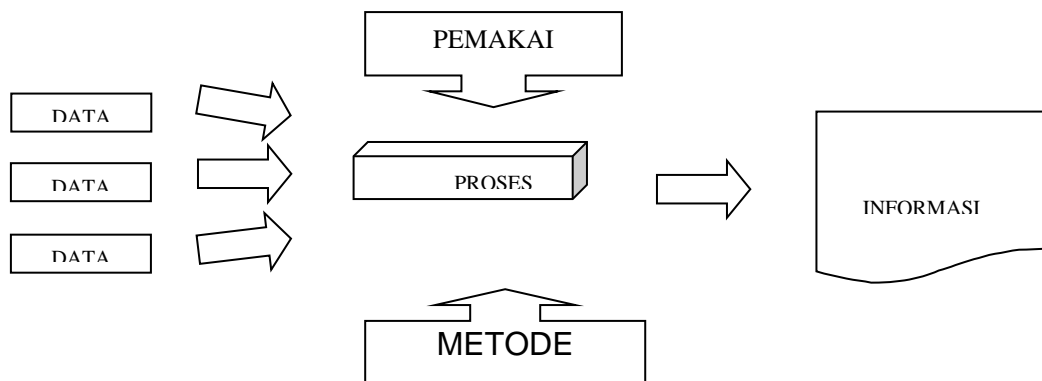 PEMAKAI
DATA
DATA
DATA
PROSES
INFORMASI
METODE